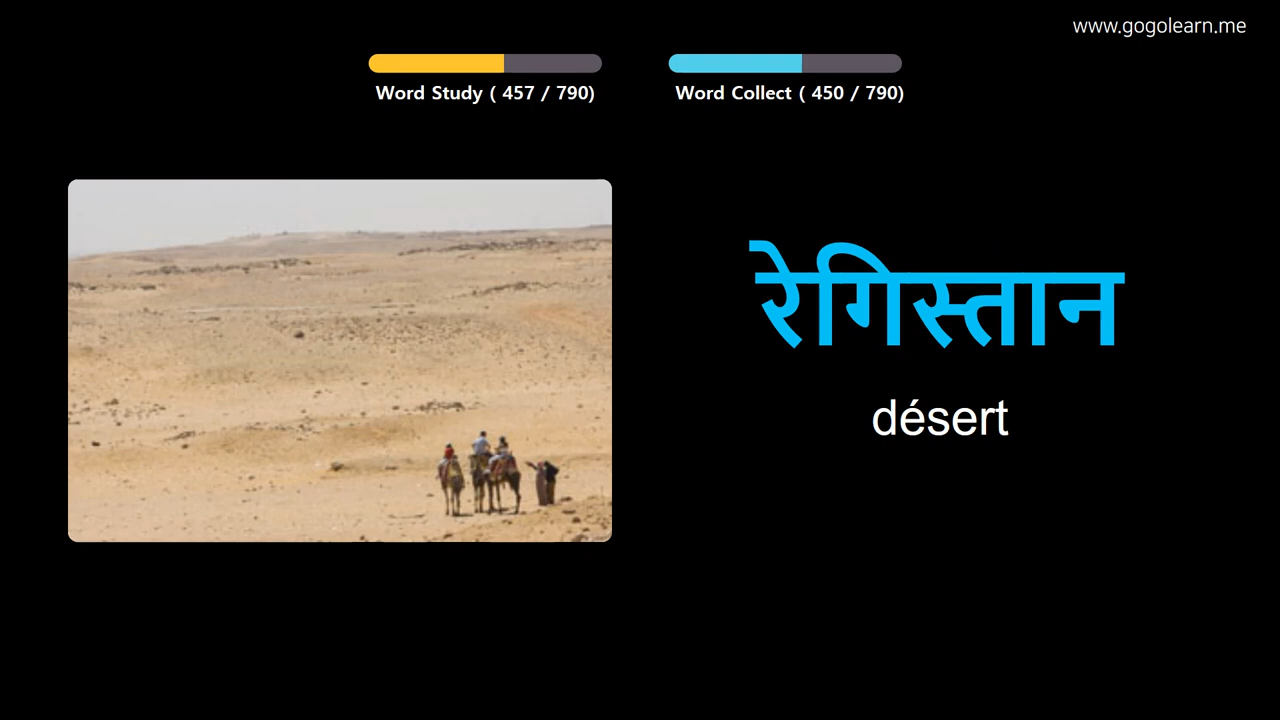 www.gogolearn.me
Word Study ( 457 / 790)
Word Collect ( 450 / 790)
रेगिस्तान
désert